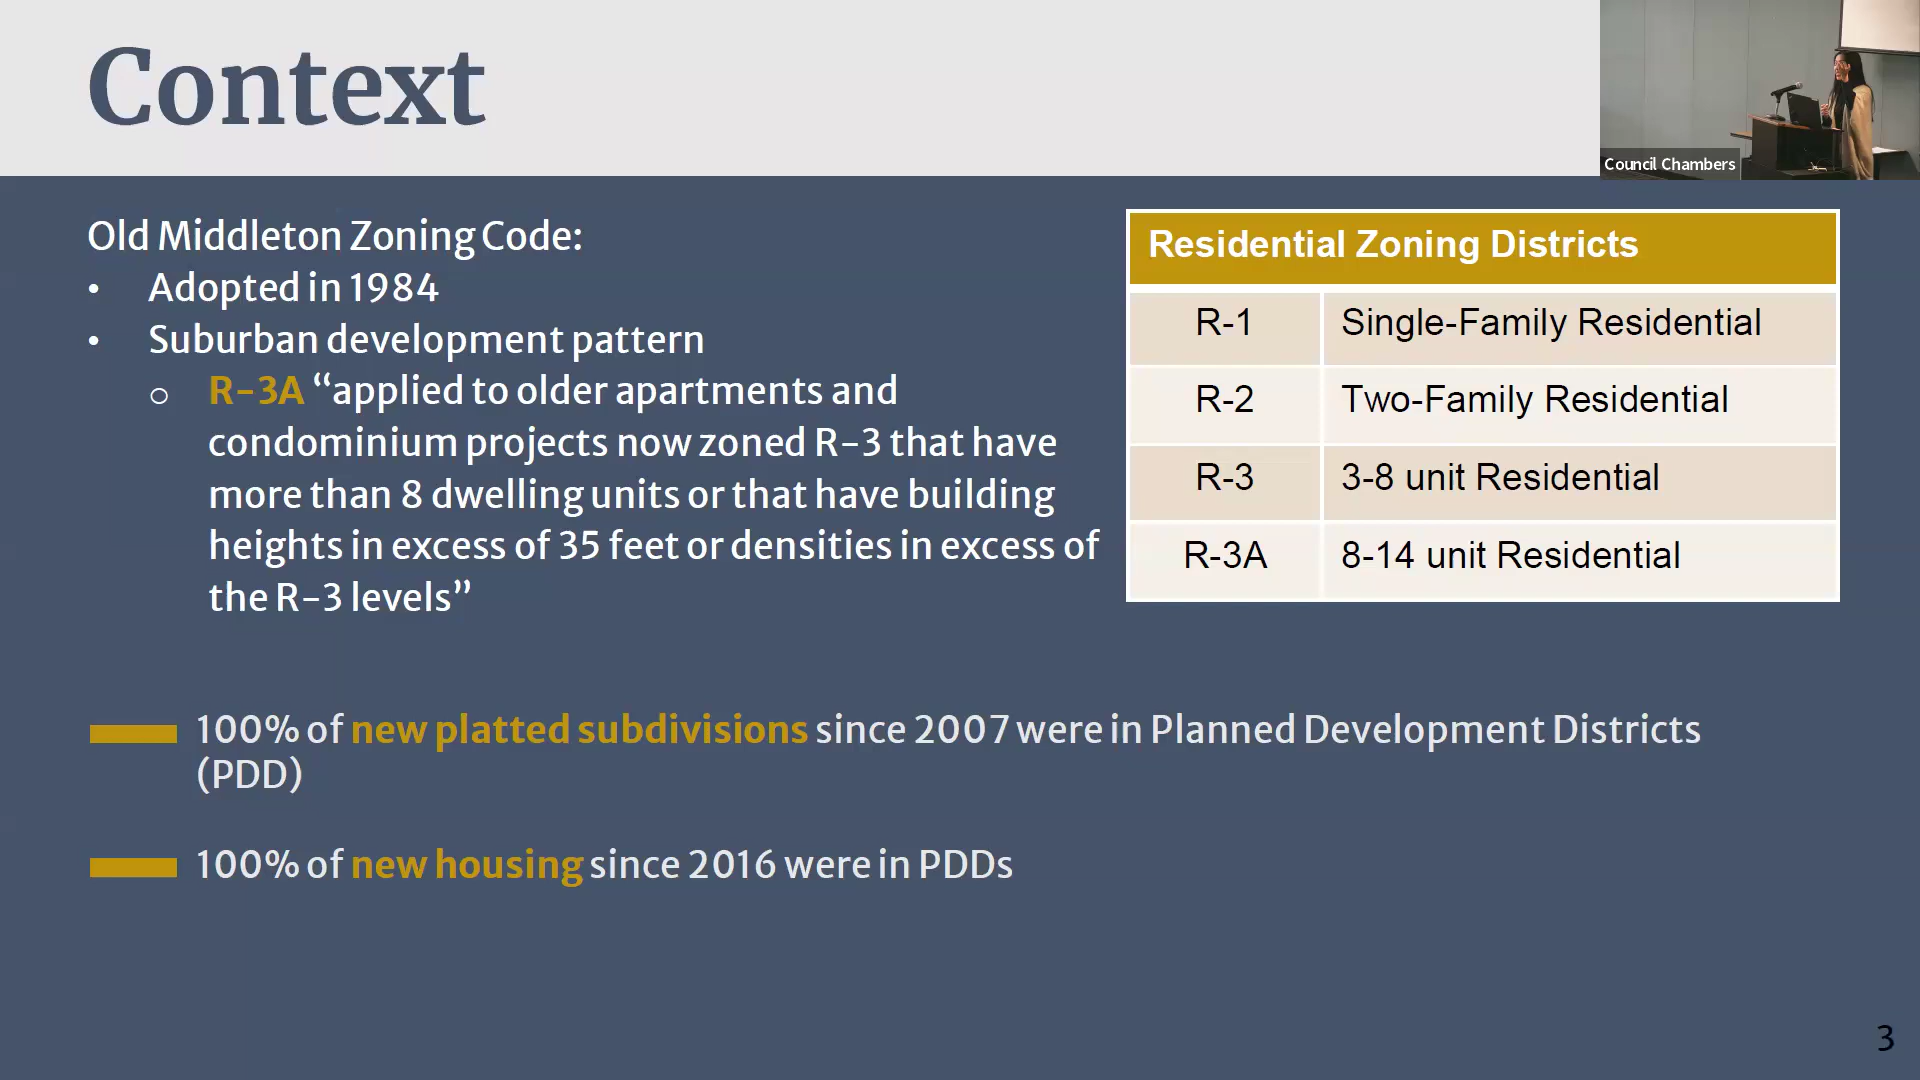 Context
Council Chambers
Old Middleton Zoning Code:
• Adopted in 1984
• Suburban development pattern
o R-3A “applied to older apartments and
condominium projects now zoned R-3 that have
more than 8 dwelling units or that have building
heights in excess of 35 feet or densities in excess of
the R-3 levels”
Residential Zoning Districts
R-1 Single-Family Residential
R-2 Two-Family Residential
R-3 3-8 unit Residential
R-3A 8-14 unit Residential
100% of new platted subdivisions since 2007 were in Planned Development Districts
(PDD)
100% of new housing since 2016 were in PDDs
3